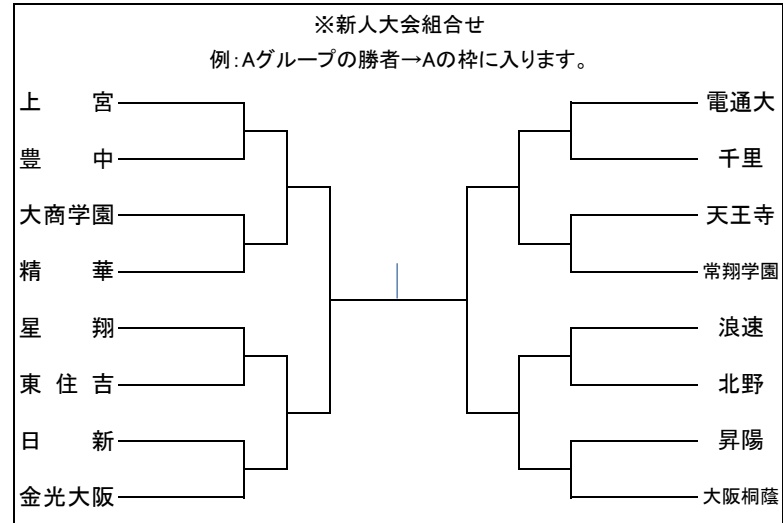 ※新人大会組合せ
例:Aグループの勝者→Aの枠に入ります。
上宮
電通大
豊中
千里
大商学園
天王寺
精華
常翔学園
星翔
浪速
東住吉
北野
日新
昇陽
金光大阪
大阪桐蔭